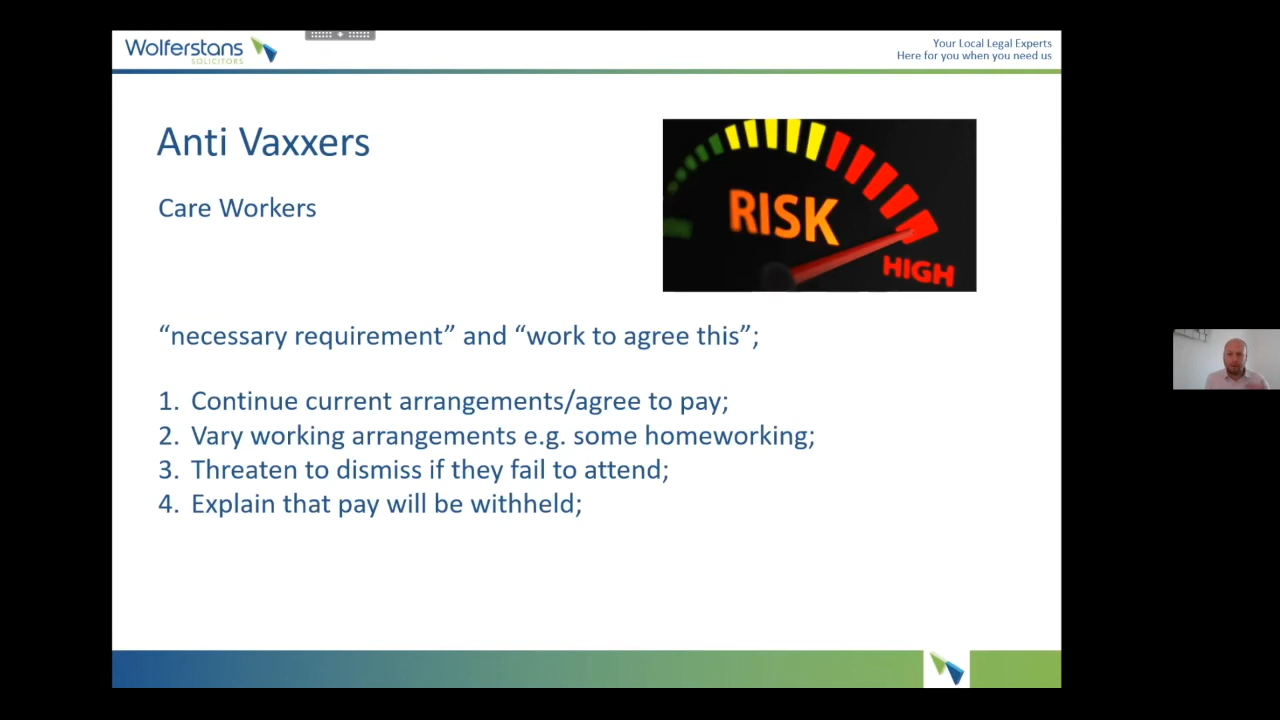 Wolferstans
SOLICITORS
Your Local Legal Experts
Here for you when you need us
Anti Vaxxers
Care Workers
RISK
HIGH
“necessary requirement” and “work to agree this”;
1. Continue current arrangements/agree to pay;
2. Vary working arrangements e.g. some homeworking;
3. Threaten to dismiss if they fail to attend;
4. Explain that pay will be withheld;